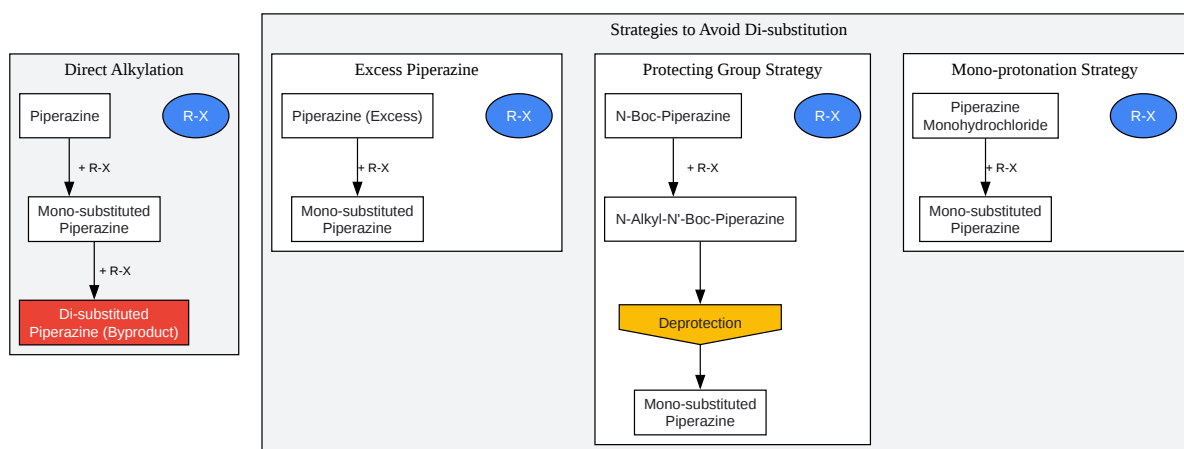 Strategies to Avoid Di-substitution
Direct Alkylation
Piperazine
R-X
+ R-X
Mono-substituted
Piperazine
+ R-X
Di-substituted
Piperazine (Byproduct)
Excess Piperazine
Piperazine (Excess)
R-X
+ R-X
Mono-substituted
Piperazine
Protecting Group Strategy
N-Boc-Piperazine
R-X
+ R-X
N-Alkyl-N'-Boc-Piperazine
Deprotection
Mono-substituted
Piperazine
Mono-protonation Strategy
Piperazine
Monohydrochloride
R-X
+ R-X
Mono-substituted
Piperazine